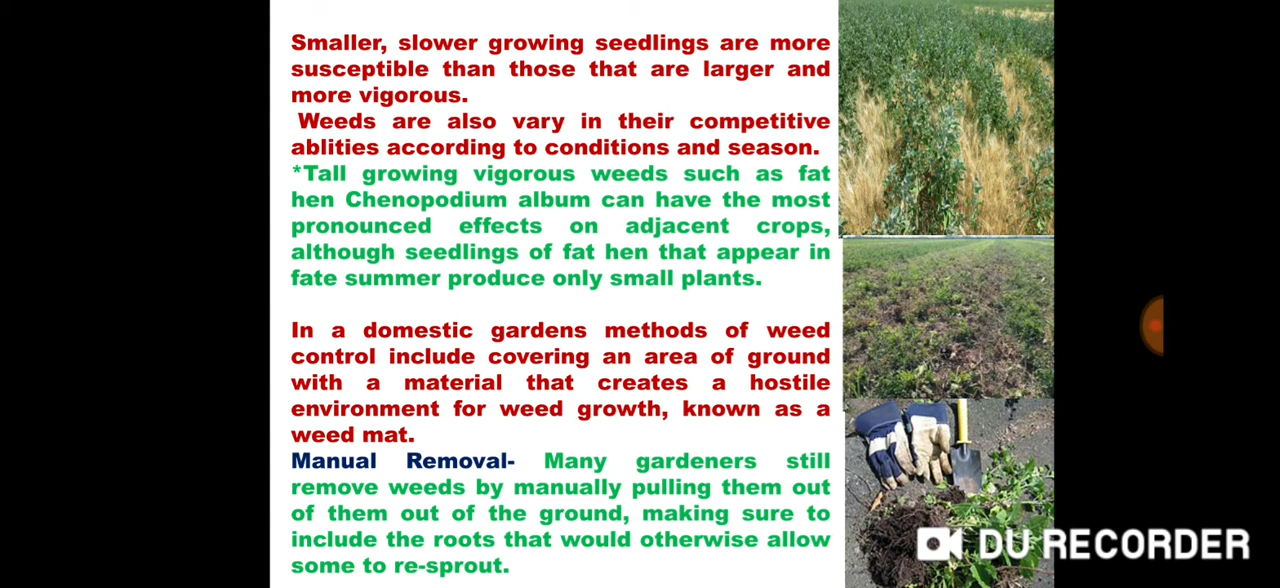 Smaller, slower growing seedlings are more
susceptible than those that are larger and
more vigorous.
Weeds are also vary in their competitive
ablities according to conditions and season.
*Tall growing vigorous weeds such as fat
hen Chenopodium album can have the most
pronounced effects on adjacent crops,
although seedlings of fat hen that appear in
fate summer produce only small plants.
In a domestic gardens methods of weed
control include covering an area of ground
with a material that creates a hostile
environment for weed growth, known as a
weed mat.
Manual Removal- Many gardeners still
remove weeds by manually pulling them out
of them out of the ground, making sure to
include the roots that would otherwise allow
some to re-sprout.
DU RECORDER